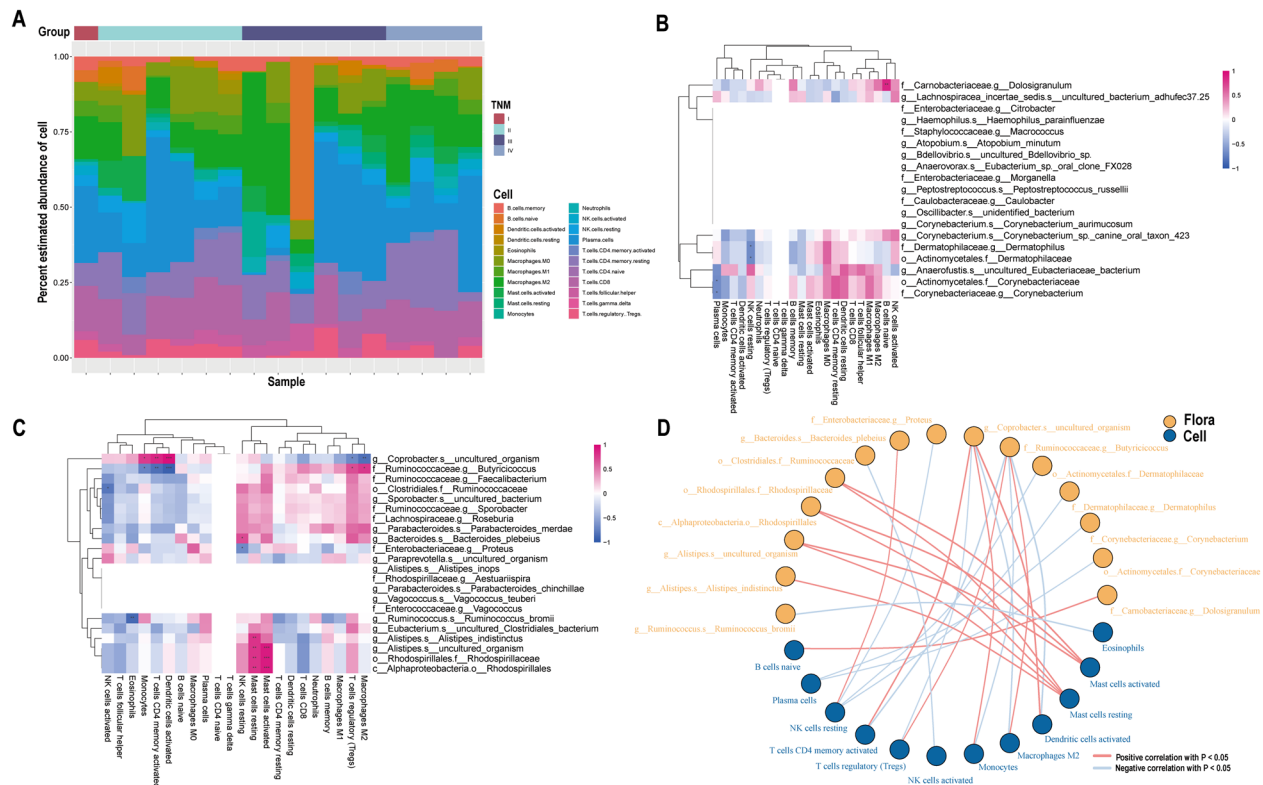 A
Group
1.00
0.75
0.50
0.25
0.00
Percent estimated abundance of cell
Sample
TNM
I
II
III
IV
Cell
B.cells.memory
B.cells.naive
Dendritic.cells.activated
Dendritic.cells.resting
Eosinophils
Macrophages.M0
Macrophages.M1
Macrophages.M2
Mast.cells.activated
Mast.cells.resting
Monocytes
Neutrophils
NK.cells.activated
NK.cells.resting
Plasma.cells
T.cells.CD4.memory.activated
T.cells.CD4.memory.resting
T.cells.CD4.naive
T.cells.CD8
T.cells.follicular.helper
T.cells.gamma.delta
T.cells.regulatory..Tregs.
B
f__Carnobacteriaceae.g__Dolosigranulum
g__Lachnospiracea_incertae_sedis.s__uncultured_bacterium_adhufec37.25
f__Enterobacteriaceae.g__Citrobacter
g__Haemophilus.s__Haemophilus_parainfluenzae
f__Staphylococcaceae.g__Macrococcus
g__Atopobium.s__Atopobium_minutum
g__Bdellovibrio.s__uncultured_Bdellovibrio_sp.
g__Anaerovorax.s__Eubacterium_sp._oral_clone_FX028
f__Enterobacteriaceae.g__Morganella
g__Peptostreptococcus.s__Peptostreptococcus_russellii
f__Caulobacteraceae.g__Caulobacter
g__Oscillibacter.s__unidentified_bacterium
g__Corynebacterium.s__Corynebacterium_aurimucosum
g__Corynebacterium.s__Corynebacterium_sp._canine_oral_taxon_423
f__Dermatophilaceae.g__Dermatophilus
o__Actinomycetales.f__Dermatophilaceae
g__Anaerofustis.s__uncultured_Eubacteriaceae_bacterium
o__Actinomycetales.f__Corynebacteriaceae
f__Corynebacteriaceae.g__Corynebacterium
Plasma cells
Monocytes
T cells CD4 memory activated
Dendritic cells activated
NK cells resting
Neutrophils
T cells regulatory (Tregs)
T cells CD4 naive
T cells gamma delta
B cells memory
Mast cells resting
Mast cells activated
Eosinophils
Macrophages M0
T cells CD4 memory resting
Dendritic cells resting
T cells CD8
T cells follicular helper
Macrophages M1
Macrophages M2
B cells naive
NK cells activated
1
0.5
0
−0.5
−1
C
g__Coprobacter.s__uncultured_organism
f__Ruminococcaceae.g__Butyricicoccus
f__Ruminococcaceae.g__Faecalibacterium
o__Clostridiales.f__Ruminococcaceae
g__Sporobacter.s__uncultured_bacterium
f__Ruminococcaceae.g__Sporobacter
f__Lachnospiraceae.g__Roseburia
g__Parabacteroides.s__Parabacteroides_merdae
g__Bacteroides.s__Bacteroides_plebeius
f__Enterobacteriaceae.g__Proteus
g__Paraprevotella.s__uncultured_organism
g__Alistipes.s__Alistipes_inops
f__Rhodospirillaceae.g__Aestuariispira
g__Parabacteroides.s__Parabacteroides_chinchillae
g__Vagococcus.s__Vagococcus_teuberi
f__Enterococcaceae.g__Vagococcus
g__Ruminococcus.s__Ruminococcus_bromii
g__Eubacterium.s__uncultured_Clostridiales_bacterium
g__Alistipes.s__Alistipes_indistinctus
g__Alistipes.s__uncultured_organism
o__Rhodospirillales.f__Rhodospirillaceae
c__Alphaproteobacteria.o__Rhodospirillales
NK cells activated
T cells follicular helper
Eosinophils
Monocytes
T cells CD4 memory activated
Dendritic cells activated
B cells naive
Macrophages M0
Plasma cells
T cells CD4 naive
T cells gamma delta
NK cells resting
Mast cells resting
Mast cells activated
T cells CD4 memory resting
Dendritic cells resting
T cells CD8
Neutrophils
B cells memory
Macrophages M1
T cells regulatory (Tregs)
Macrophages M2
1
0.5
0
−0.5
−1
D
Flora
Cell
f__Enterobacteriaceae.g__Proteus
g__Coprobacter.s__uncultured_organism
g__Bacteroides.s__Bacteroides_plebeius
f__Ruminococcaceae.g__Butyricicoccus
o__Clostridiales.f__Ruminococcaceae
o__Actinomycetales.f__Dermatophilaceae
o__Rhodospirillales.f__Rhodospirillaceae
f__Dermatophilaceae.g__Dermatophilus
c__Alphaproteobacteria.o__Rhodospirillales
f__Corynebacteriaceae.g__Corynebacterium
g__Alistipes.s__uncultured_organism
o__Actinomycetales.f__Corynebacteriaceae
g__Alistipes.s__Alistipes_indistinctus
f__Carnobacteriaceae.g__Dolosigranulum
g__Ruminococcus.s__Ruminococcus_bromii
Eosinophils
B cells naive
Mast cells activated
Plasma cells
Mast cells resting
NK cells resting
Dendritic cells activated
T cells CD4 memory activated
Macrophages M2
T cells regulatory (Tregs)
Monocytes
NK cells activated
Positive correlation with P < 0.05
Negative correlation with P < 0.05